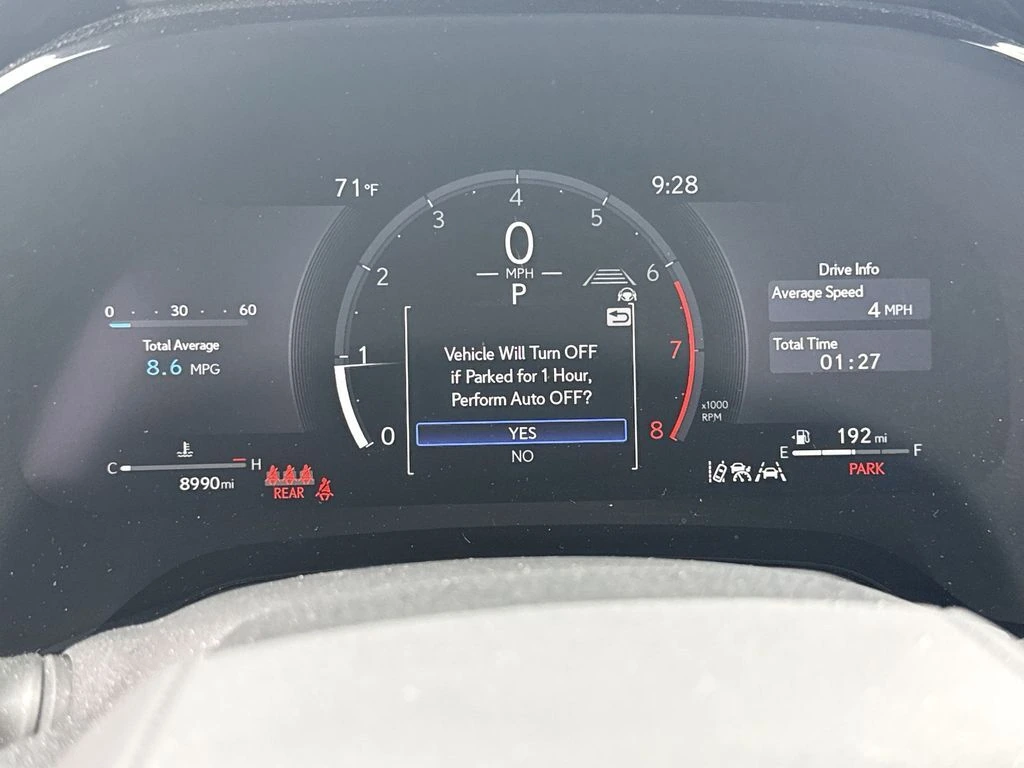 71°F
9:28
0 1 2 3 4 5 6 7 8
x1000
RPM
0
MPH
P
0 30 60
Total Average
8.6 MPG
Vehicle Will Turn OFF
if Parked for 1 Hour,
Perform Auto OFF?
YES
NO
Drive Info
Average Speed
4 MPH
Total Time
01:27
C H
8990 mi
REAR
192 mi
E F
PARK